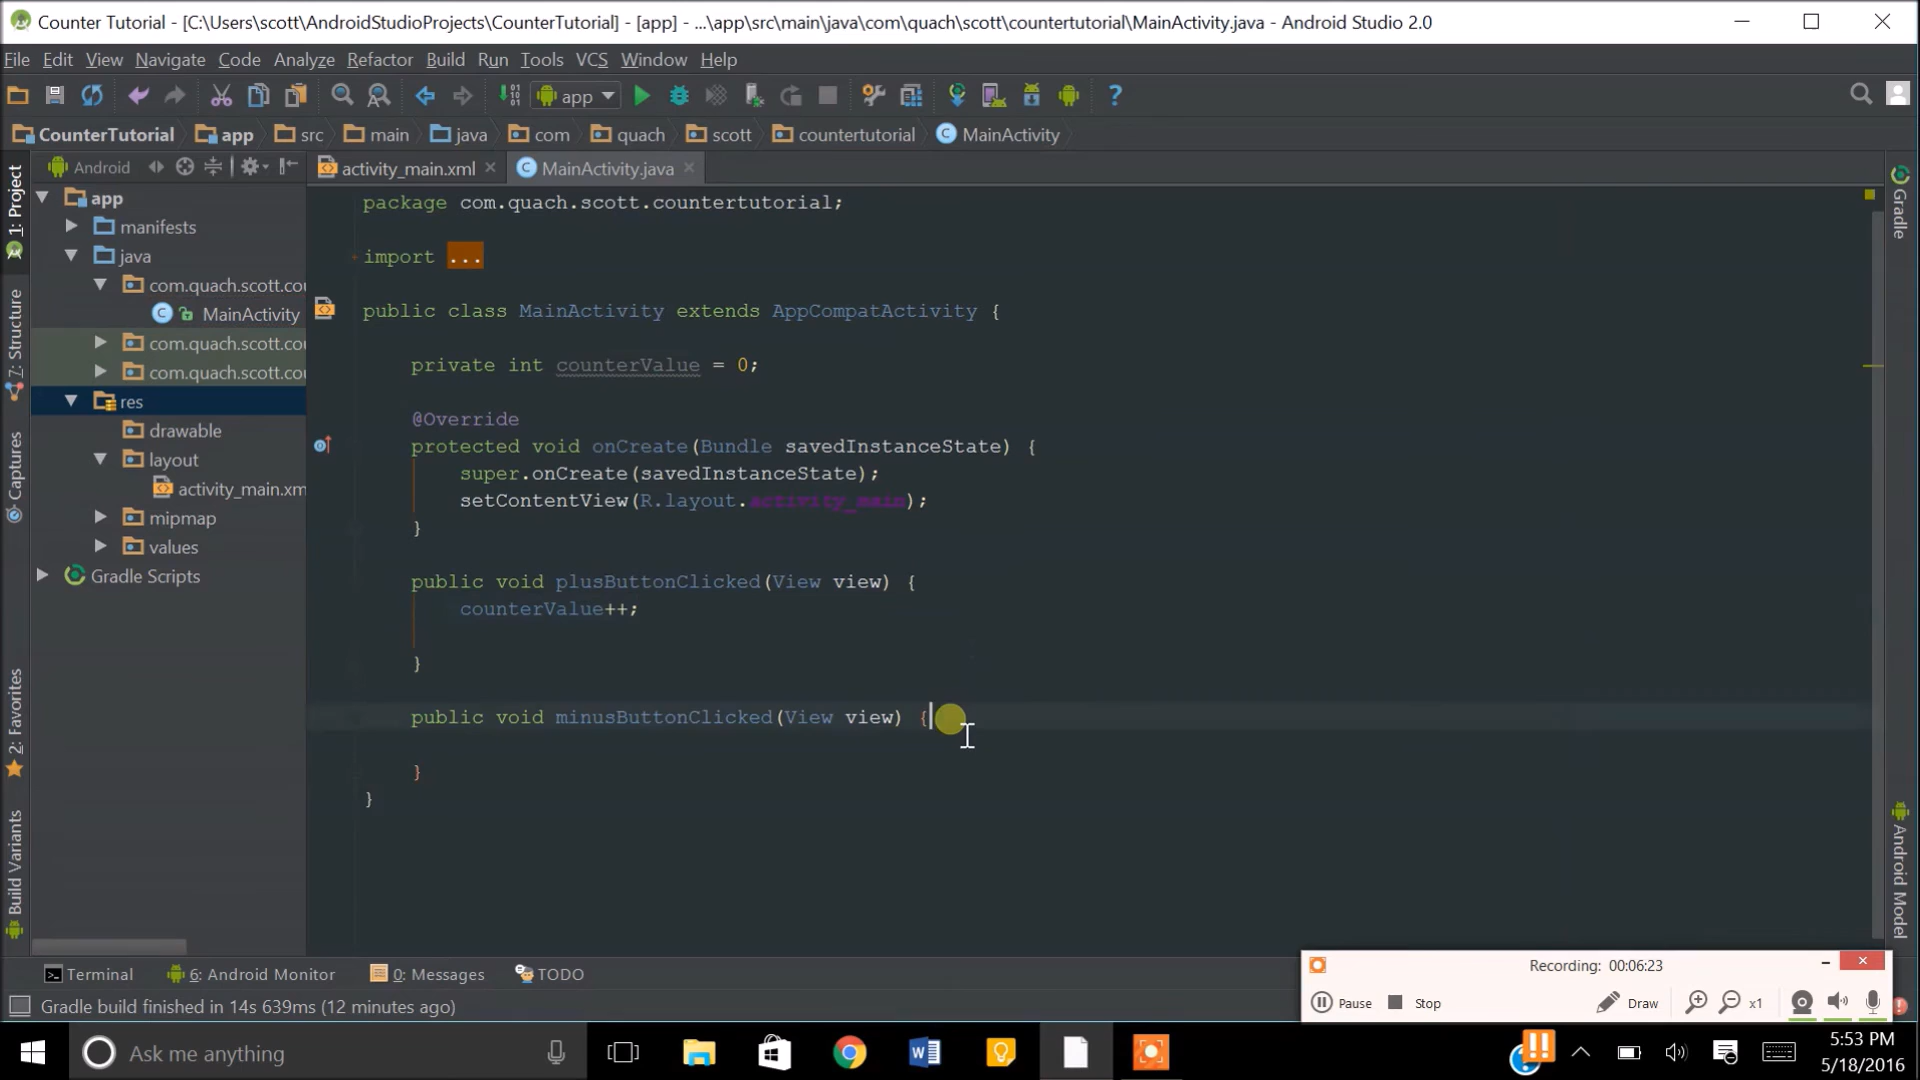 Counter Tutorial - [C:\Users\scott\AndroidStudioProjects\CounterTutorial] - [app] - ...\app\src\main\java\com\quach\scott\countertutorial\MainActivity.java - Android Studio 2.0
File Edit View Navigate Code Analyze Refactor Build Run Tools VCS Window Help
app
CounterTutorial app src main java com quach scott countertutorial MainActivity
Android
activity_main.xml MainActivity.java
1: Project
7: Structure
Captures
2: Favorites
Build Variants
app
manifests
java
com.quach.scott.cou
MainActivity
com.quach.scott.cou
com.quach.scott.cou
res
drawable
layout
activity_main.xm
mipmap
values
Gradle Scripts
package com.quach.scott.countertutorial;
import ...
public class MainActivity extends AppCompatActivity {
private int counterValue = 0;
@Override
protected void onCreate(Bundle savedInstanceState) {
super.onCreate(savedInstanceState);
setContentView(R.layout.activity_main);
}
public void plusButtonClicked(View view) {
counterValue++;
}
public void minusButtonClicked(View view) {
}
}
Gradle
Android Model
Terminal 6: Android Monitor 0: Messages TODO
Gradle build finished in 14s 639ms (12 minutes ago)
Recording: 00:06:23
Pause Stop Draw x1
Ask me anything
5:53 PM
5/18/2016